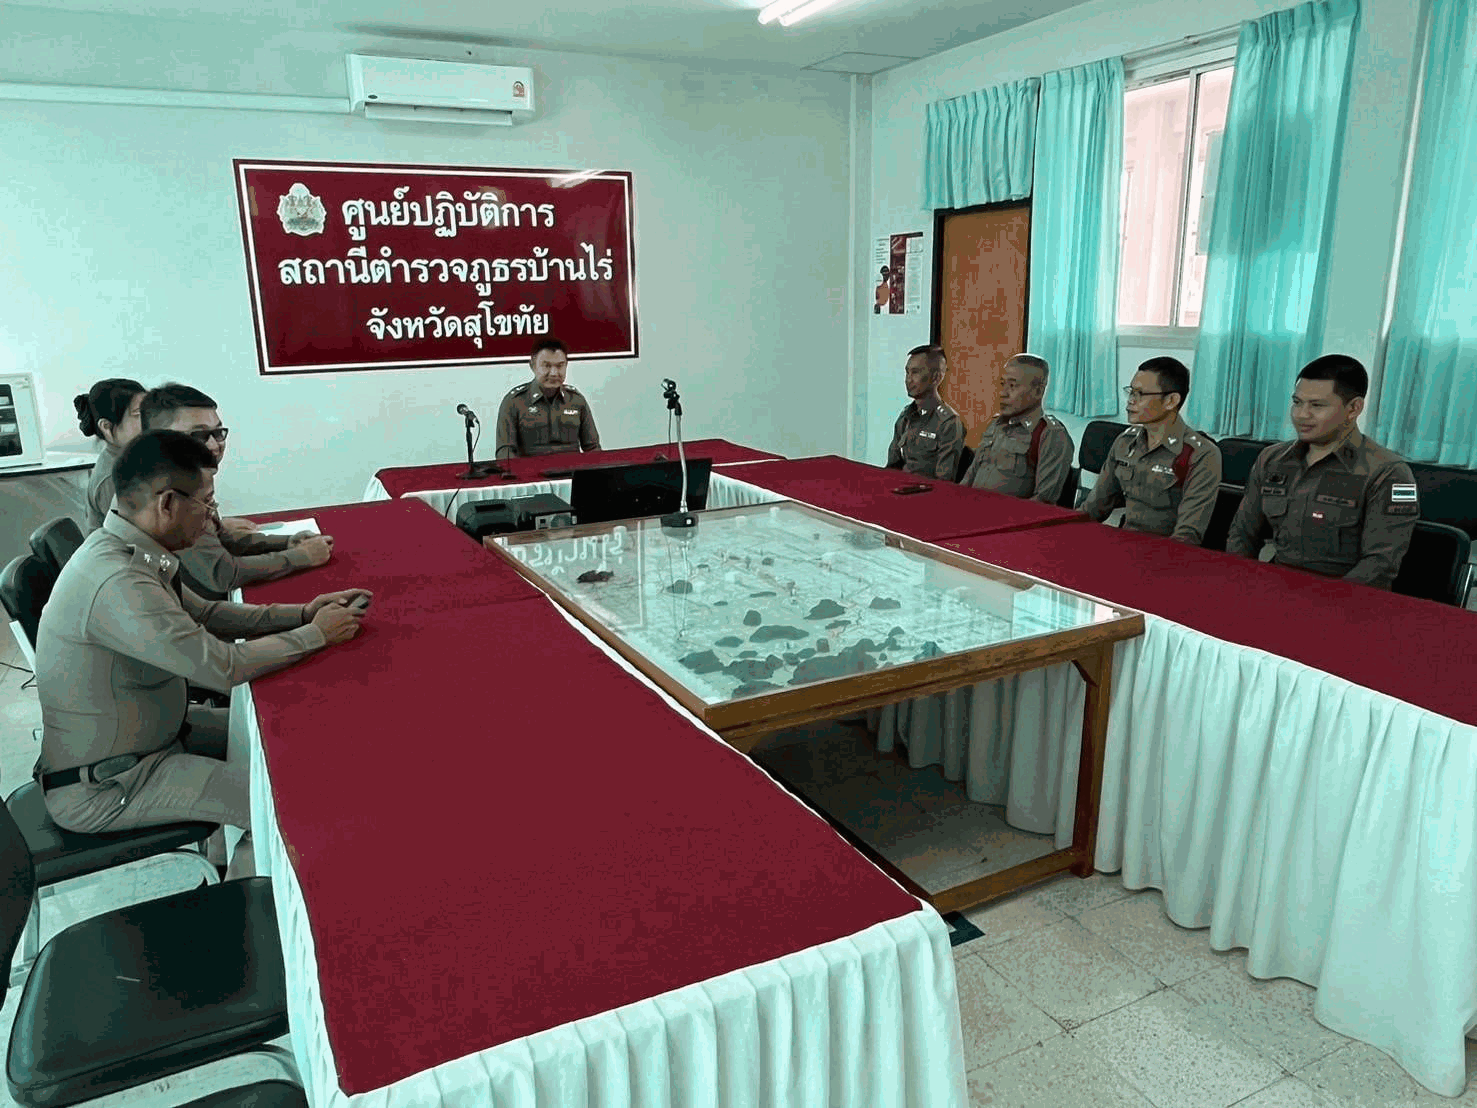 ศูนย์ปฏิบัติการ
สถานีตำรวจภูธรบ้านไร่
จังหวัดสุโขทัย